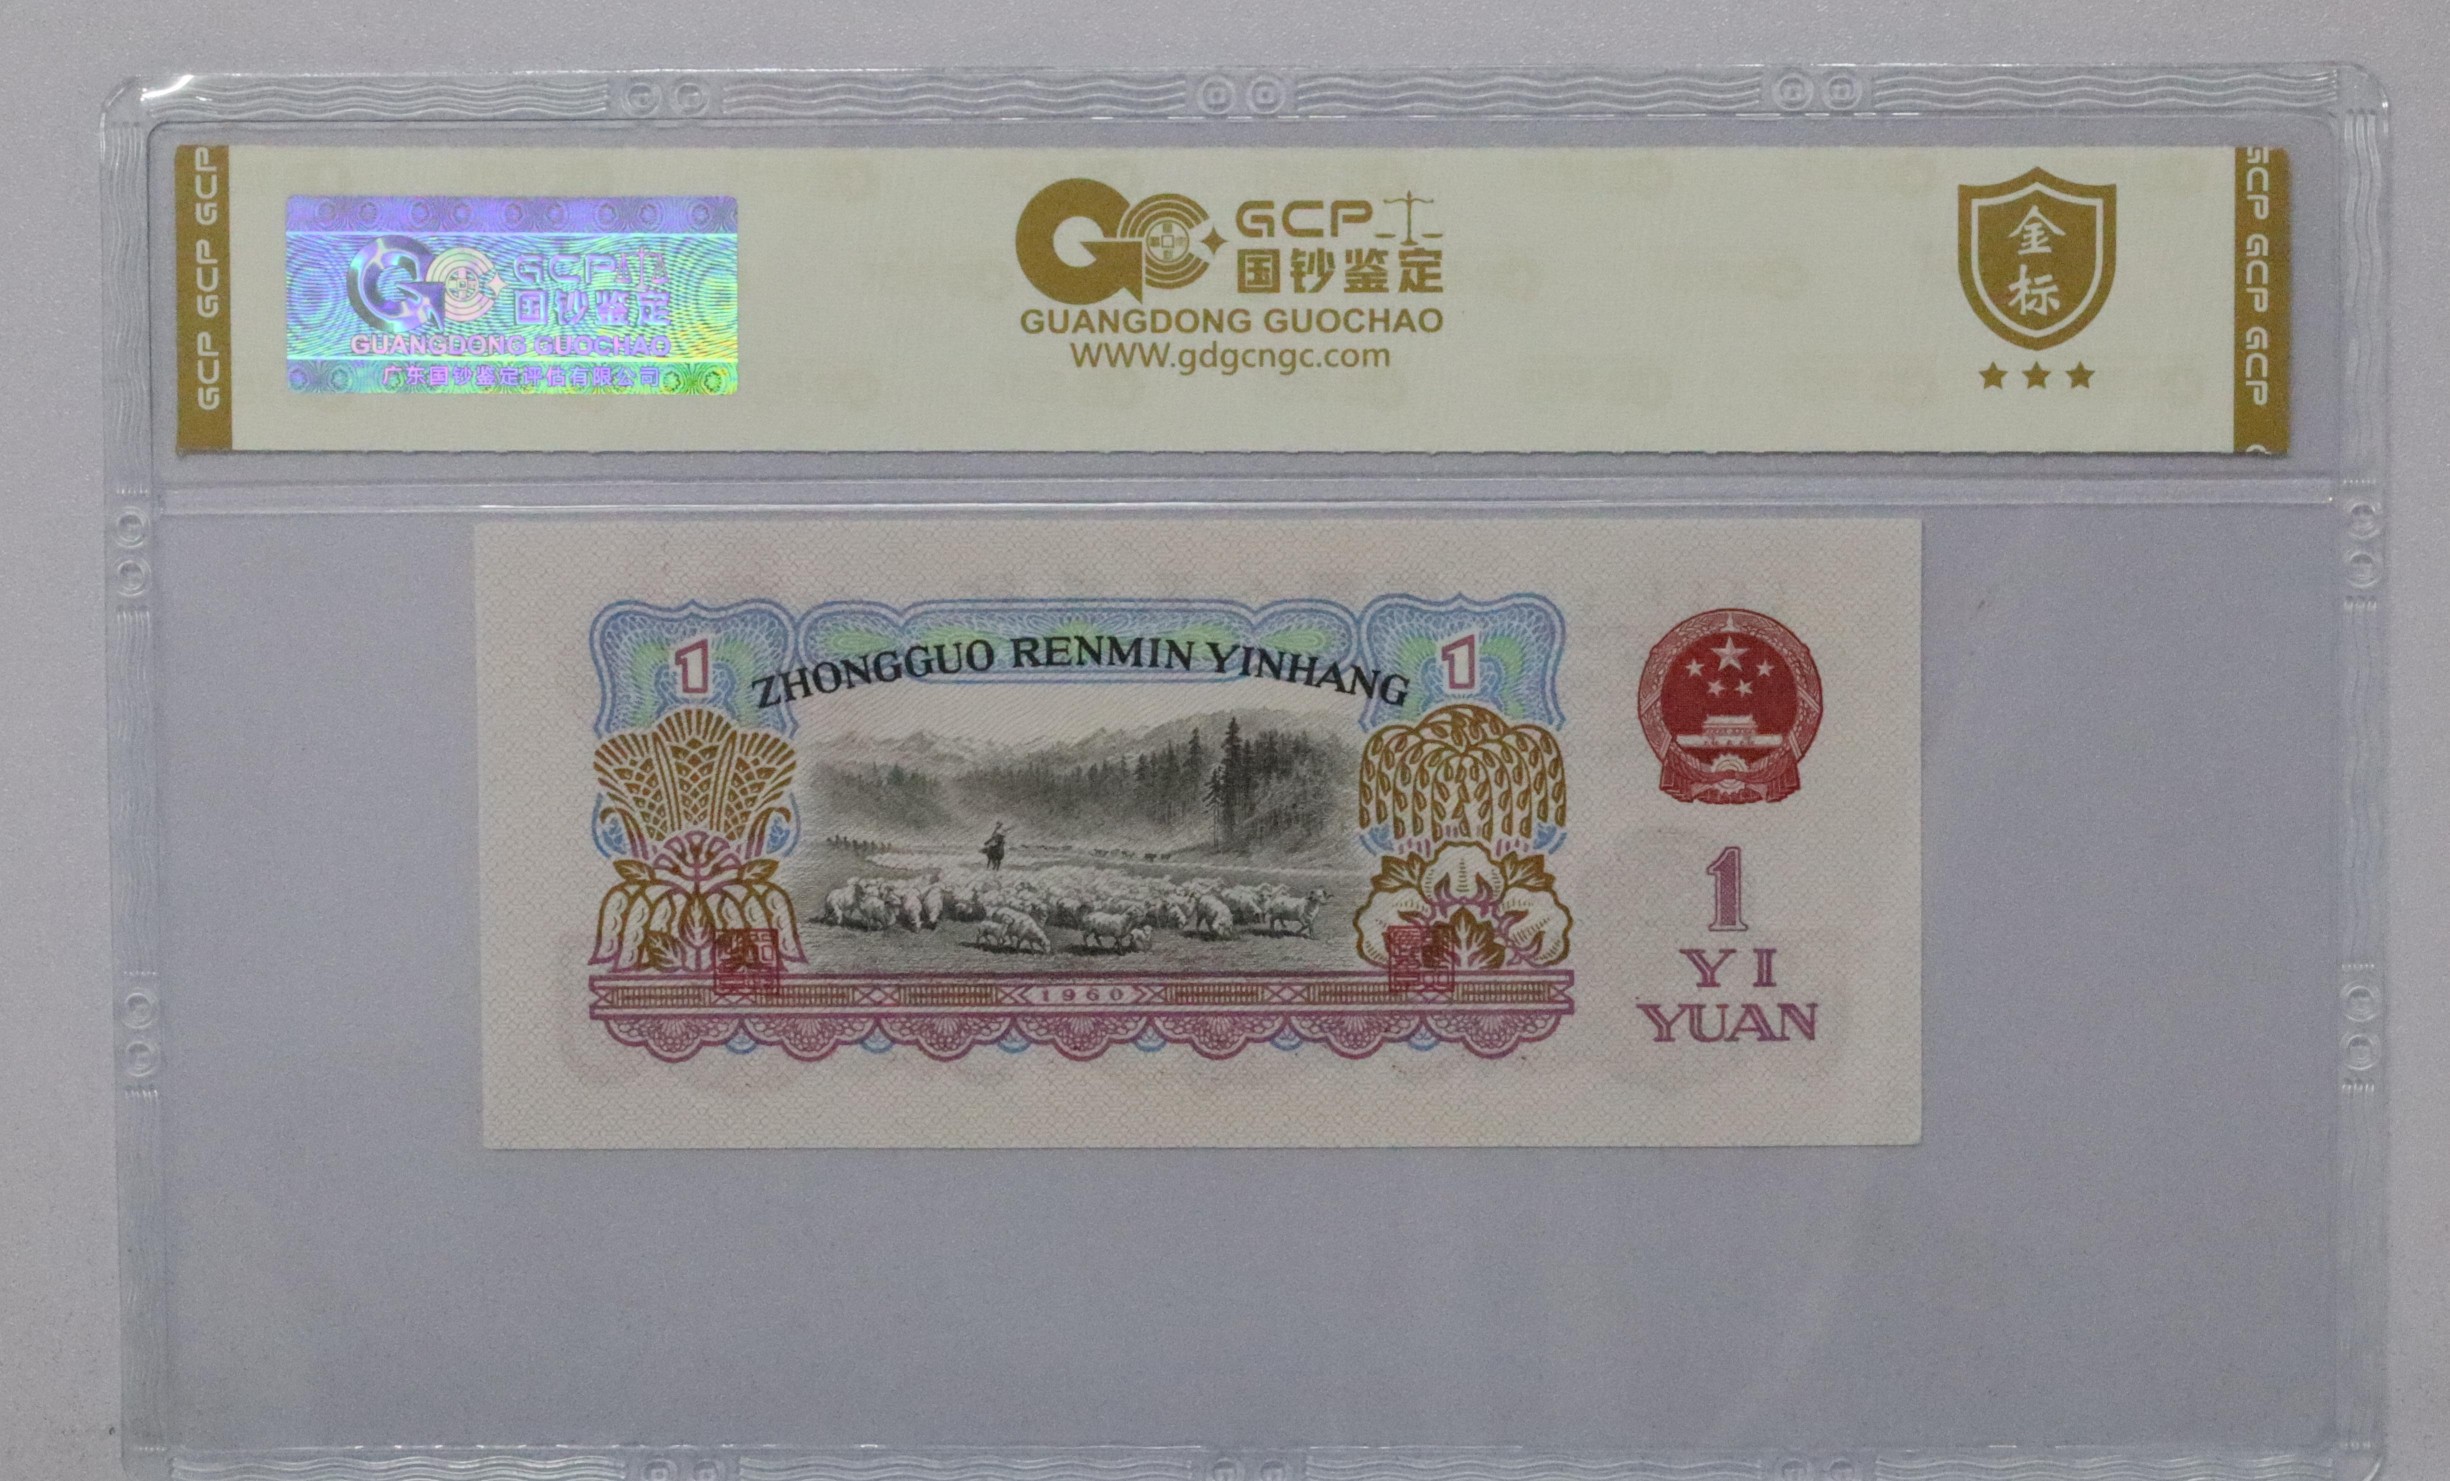 GCP GCP GCP
GCP
国钞鉴定
GUANGDONG GUOCHAO
广东国钞鉴定评估有限公司
GCP
国钞鉴定
GUANGDONG GUOCHAO
WWW.gdgcngc.com
金
标
GCP GCP GCP
1
ZHONGGUO RENMIN YINHANG
1
1960
1
YI
YUAN